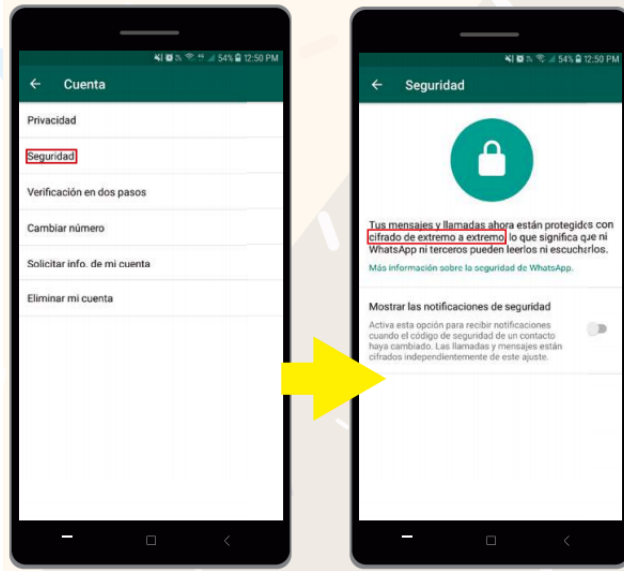 54% 12:50 PM
Cuenta
Privacidad
Seguridad
Verificación en dos pasos
Cambiar número
Solicitar info. de mi cuenta
Eliminar mi cuenta
54% 12:50 PM
Seguridad
Tus mensajes y llamadas ahora están protegidos con
cifrado de extremo a extremo, lo que significa que ni
WhatsApp ni terceros pueden leerlos ni escucharlos.
Más información sobre la seguridad de WhatsApp.
Mostrar las notificaciones de seguridad
Activa esta opción para recibir notificaciones
cuando el código de seguridad de un contacto
haya cambiado. Las llamadas y mensajes están
cifrados independientemente de este ajuste.